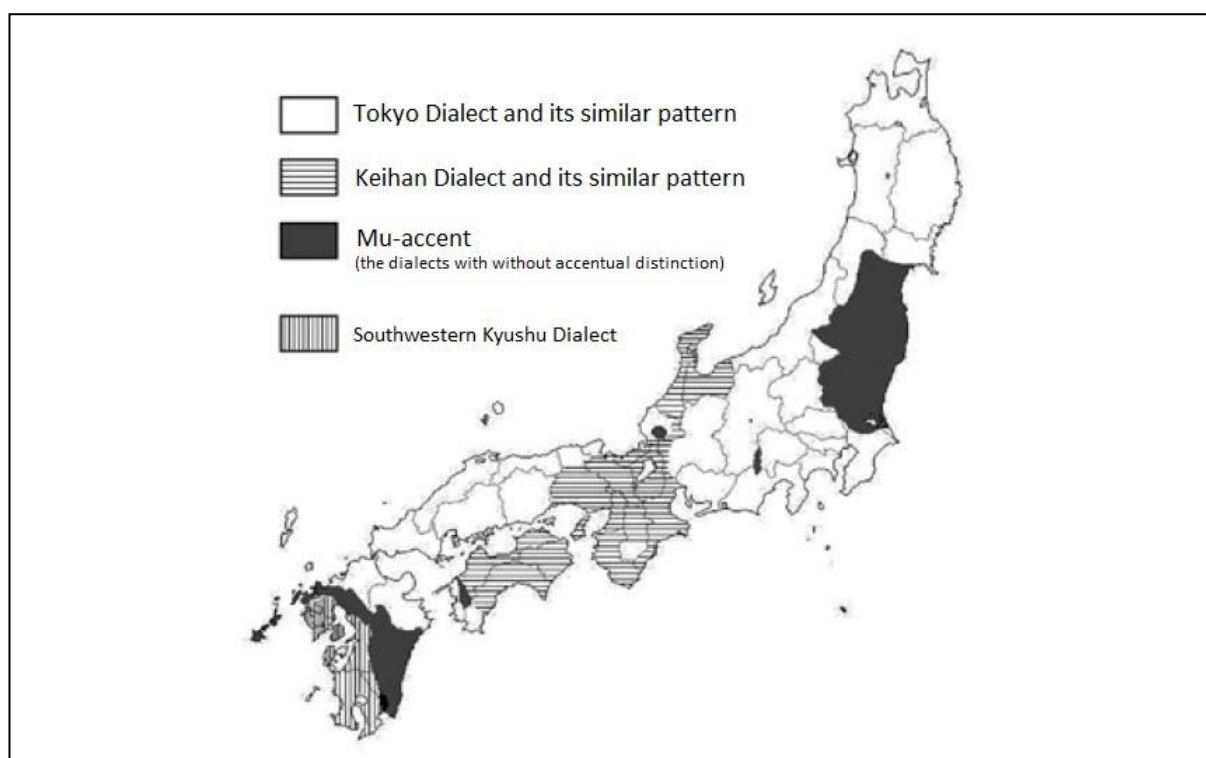 Tokyo Dialect and its similar pattern
Keihan Dialect and its similar pattern
Mu-accent
(the dialects with without accentual distinction)
Southwestern Kyushu Dialect